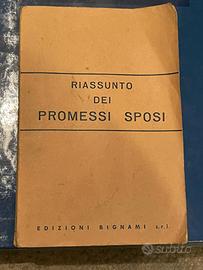 RIASSUNTO
DEI
PROMESSI SPOSI
EDIZIONI BIGNAMI s.r.l.
Subito